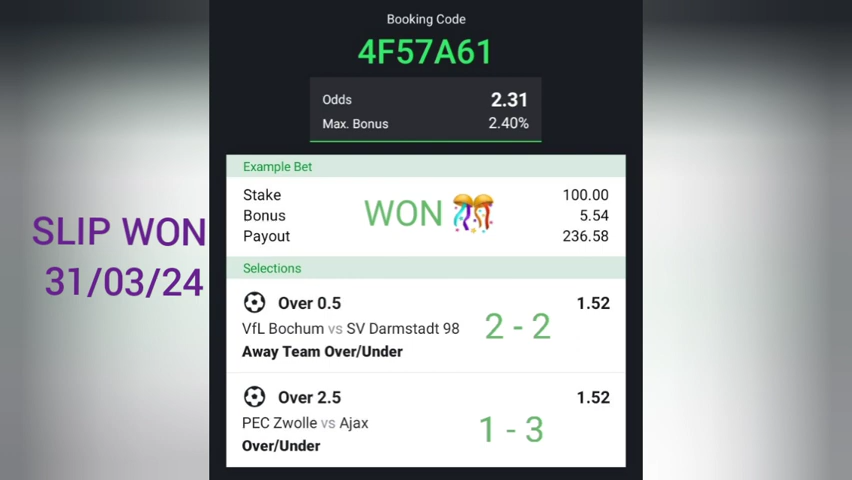 Booking Code
4F57A61
Odds 2.31
Max. Bonus 2.40%
Example Bet
Stake 100.00
Bonus 5.54
Payout 236.58
WON
SLIP WON
31/03/24
Selections
Over 0.5 1.52
VfL Bochum vs SV Darmstadt 98
2 - 2
Away Team Over/Under
Over 2.5 1.52
PEC Zwolle vs Ajax
1 - 3
Over/Under